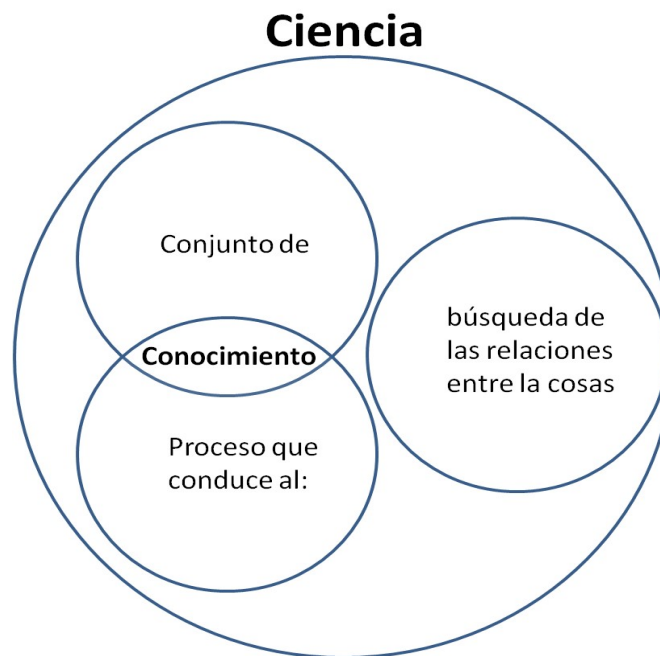 Ciencia
Conjunto de
Conocimiento
Proceso que
conduce al:
búsqueda de
las relaciones
entre la cosas